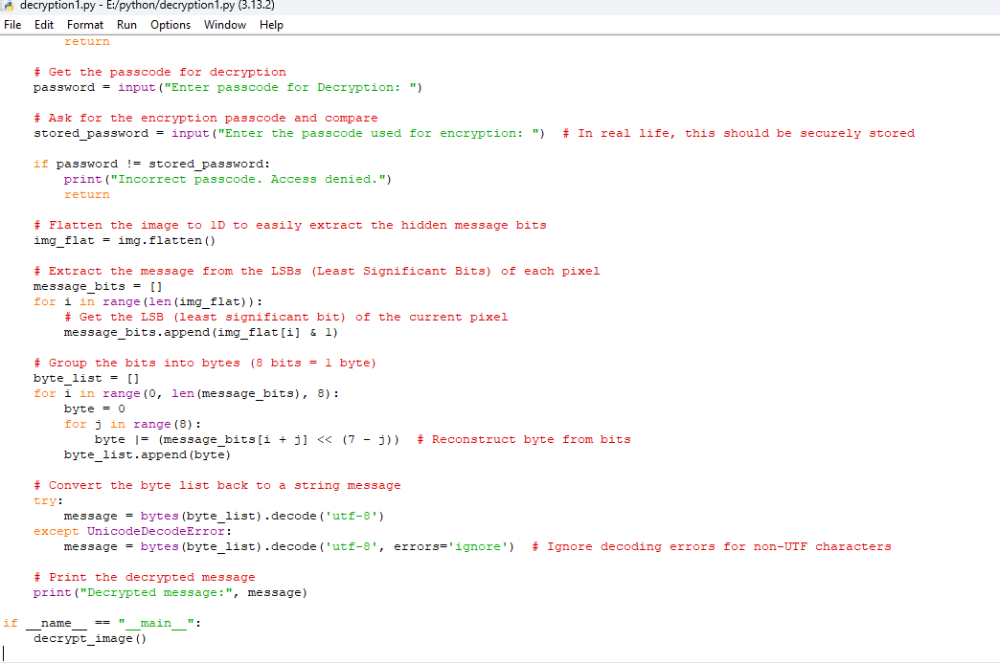 decryption1.py - E:/python/decryption1.py (3.13.2)
File Edit Format Run Options Window Help
        return

    # Get the passcode for decryption
    password = input("Enter passcode for Decryption: ")

    # Ask for the encryption passcode and compare
    stored_password = input("Enter the passcode used for encryption: ")  # In real life, this should be securely stored

    if password != stored_password:
        print("Incorrect passcode. Access denied.")
        return

    # Flatten the image to 1D to easily extract the hidden message bits
    img_flat = img.flatten()

    # Extract the message from the LSBs (Least Significant Bits) of each pixel
    message_bits = []
    for i in range(len(img_flat)):
        # Get the LSB (least significant bit) of the current pixel
        message_bits.append(img_flat[i] & 1)

    # Group the bits into bytes (8 bits = 1 byte)
    byte_list = []
    for i in range(0, len(message_bits), 8):
        byte = 0
        for j in range(8):
            byte |= (message_bits[i + j] << (7 - j))  # Reconstruct byte from bits
        byte_list.append(byte)

    # Convert the byte list back to a string message
    try:
        message = bytes(byte_list).decode('utf-8')
    except UnicodeDecodeError:
        message = bytes(byte_list).decode('utf-8', errors='ignore')  # Ignore decoding errors for non-UTF characters

    # Print the decrypted message
    print("Decrypted message:", message)

if __name__ == "__main__":
    decrypt_image()